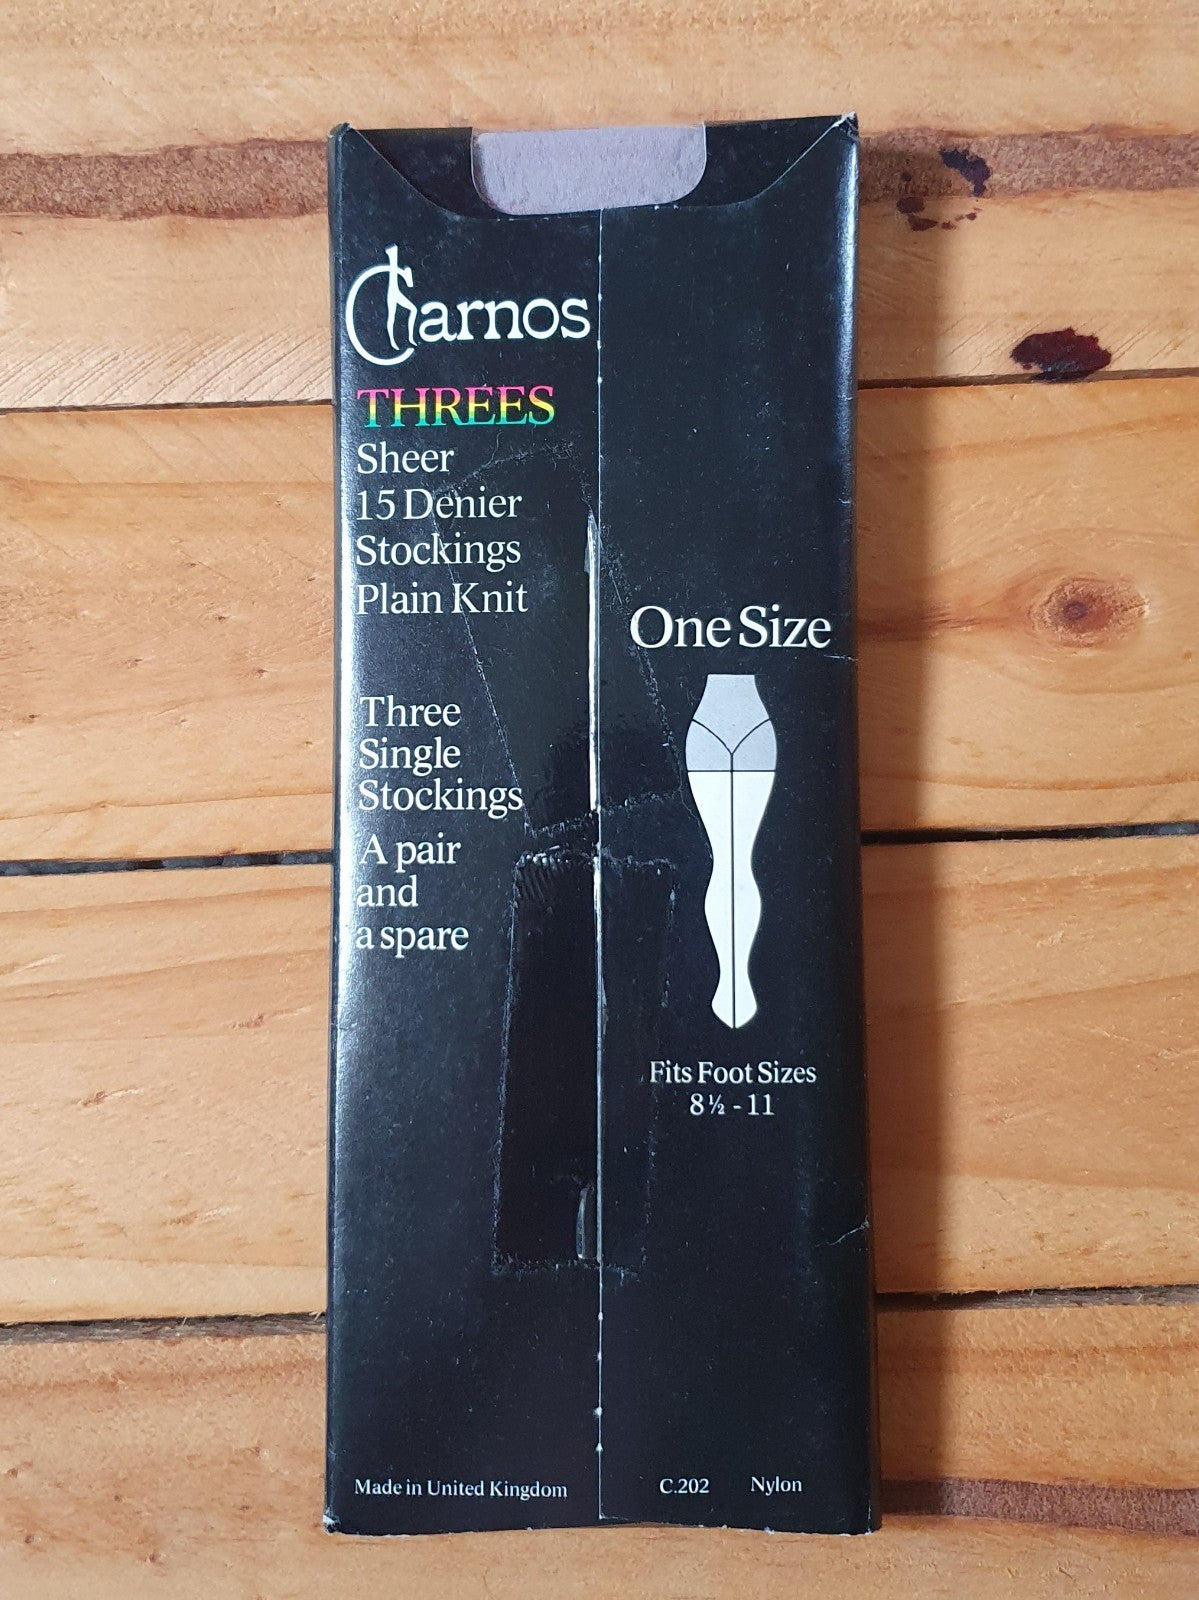 Charnos
THREES
Sheer
15 Denier
Stockings
Plain Knit
Three
Single
Stockings
A pair
and
a spare
Made in United Kingdom
One Size
Fits Foot Sizes
8½ - 11
C.202 Nylon